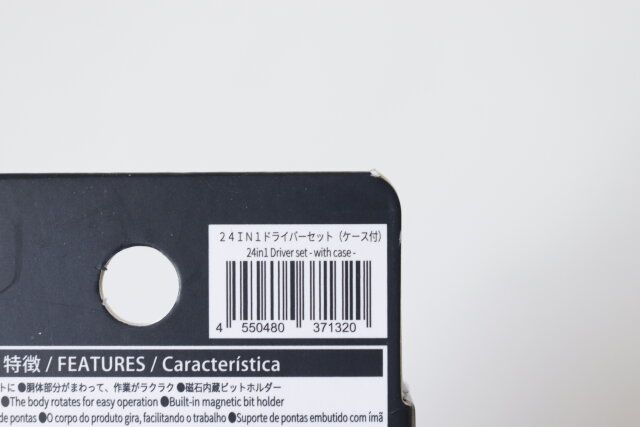 ２４ＩＮ１ドライバーセット（ケース付）
24in1 Driver set - with case -
4 550480 371320
特徴 / FEATURES / Característica
トに ●胴体部分がまわって、作業がラクラク ●磁石内蔵ビットホルダー
●The body rotates for easy operation ●Built-in magnetic bit holder
de pontas ●O corpo do produto gira, facilitando o trabalho ●Suporte de pontas embutido com ímã